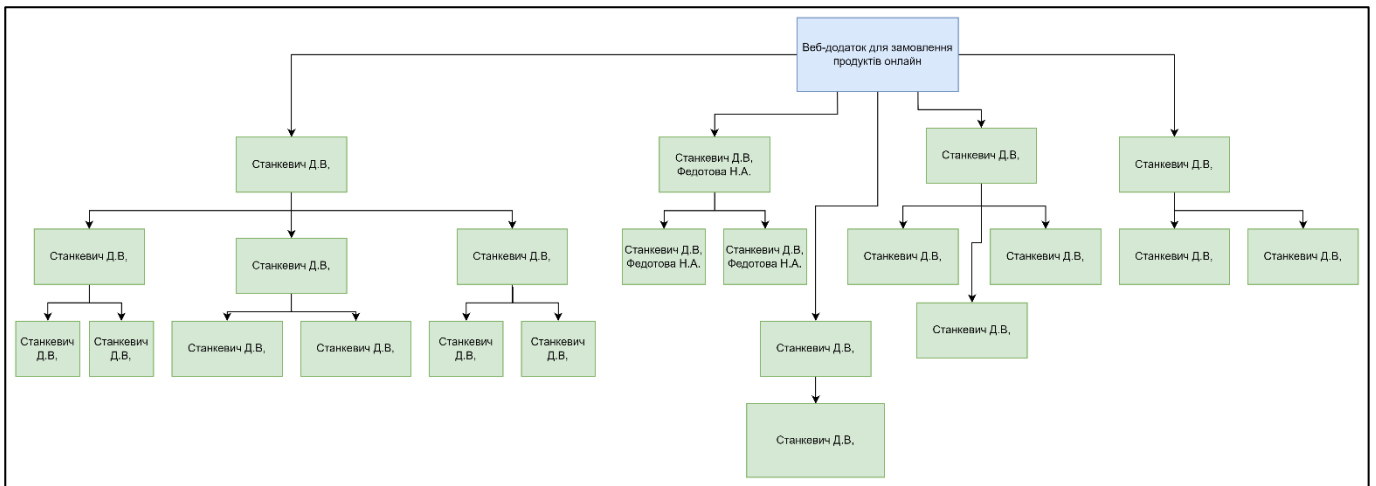 Веб-додаток для замовлення
продуктів онлайн
Станкевич Д.В,
Станкевич Д.В,
Федотова Н.А.
Станкевич Д.В,
Станкевич Д.В,
Станкевич Д.В,
Станкевич Д.В,
Станкевич Д.В,
Станкевич Д.В,
Федотова Н.А.
Станкевич Д.В,
Федотова Н.А.
Станкевич Д.В,
Станкевич Д.В,
Станкевич Д.В,
Станкевич Д.В,
Станкевич Д.В,
Станкевич
Д.В,
Станкевич
Д.В,
Станкевич Д.В,
Станкевич Д.В,
Станкевич
Д.В,
Станкевич
Д.В,
Станкевич Д.В,
Станкевич Д.В,